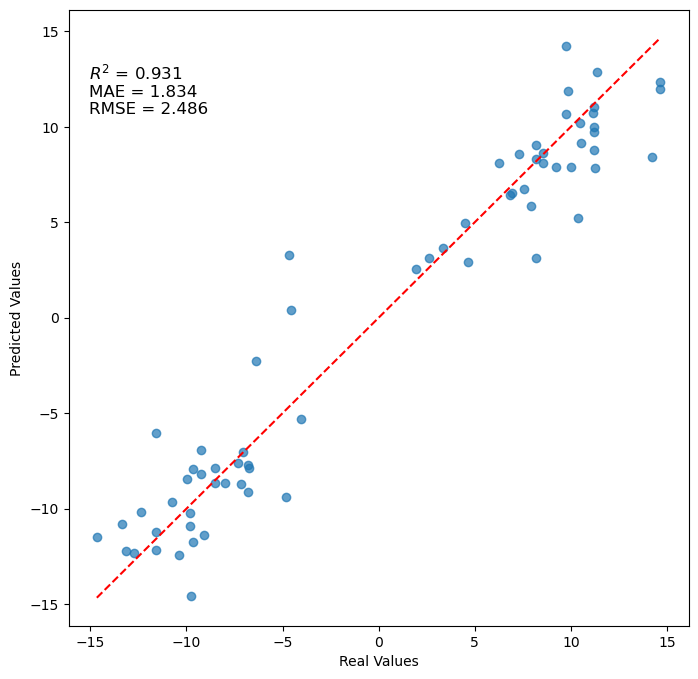 15
10
5
0
−5
−10
−15
Predicted Values
R² = 0.931
MAE = 1.834
RMSE = 2.486
−15 −10 −5 0 5 10 15
Real Values